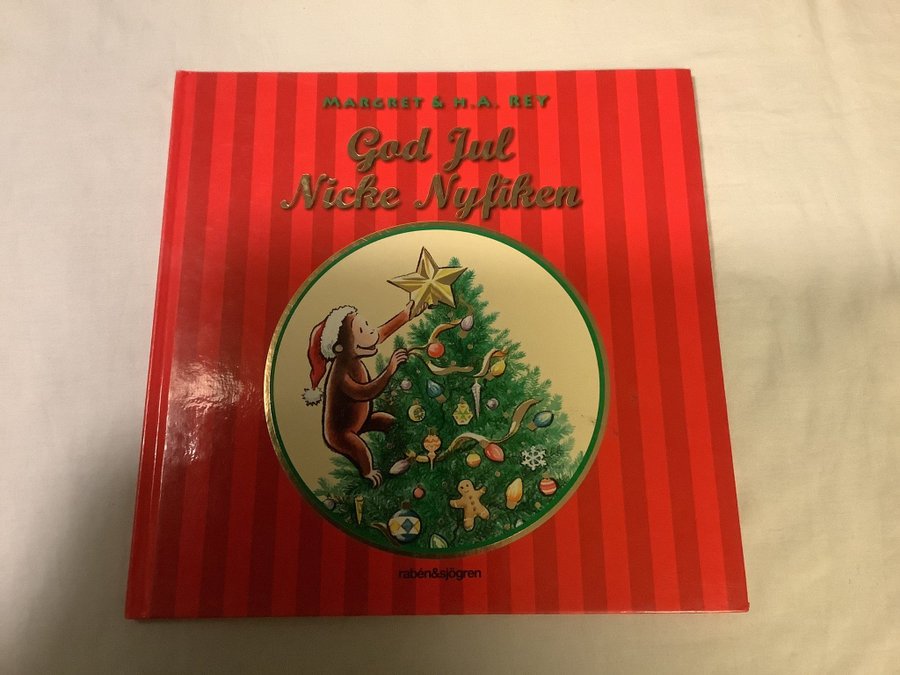 MARGRET & H.A. REY
God Jul
Nicke Nyfiken
rabén&sjögren